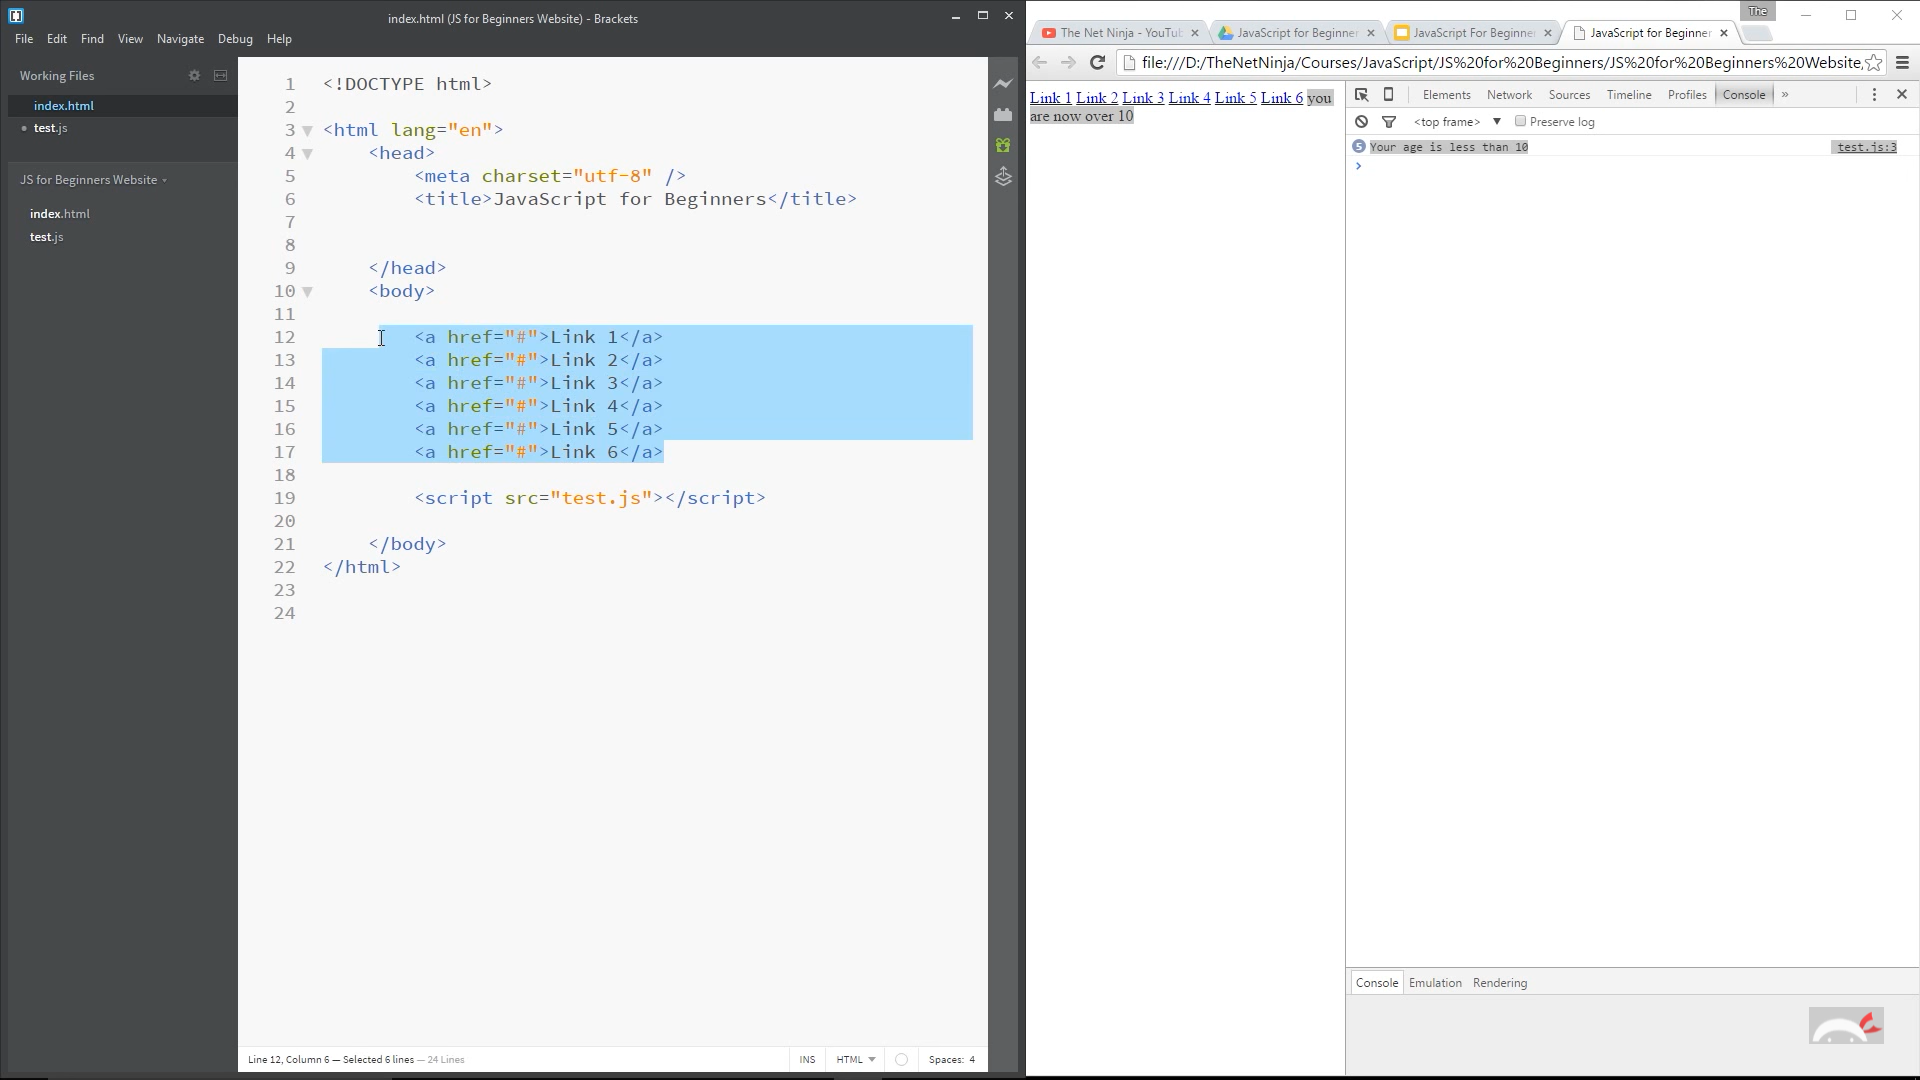 index.html (JS for Beginners Website) - Brackets
File Edit Find View Navigate Debug Help
Working Files
index.html
test.js
JS for Beginners Website
index.html
test.js
1 <!DOCTYPE html>
2
3 <html lang="en">
4 <head>
5 <meta charset="utf-8" />
6 <title>JavaScript for Beginners</title>
7
8
9 </head>
10 <body>
11
12 <a href="#">Link 1</a>
13 <a href="#">Link 2</a>
14 <a href="#">Link 3</a>
15 <a href="#">Link 4</a>
16 <a href="#">Link 5</a>
17 <a href="#">Link 6</a>
18
19 <script src="test.js"></script>
20
21 </body>
22 </html>
23
24
Line 12, Column 6 — Selected 6 lines — 24 Lines
INS HTML Spaces: 4
The
The Net Ninja - YouTu JavaScript for Beginner JavaScript For Beginne JavaScript for Beginner
file:///D:/TheNetNinja/Courses/JavaScript/JS%20for%20Beginners/JS%20for%20Beginners%20Website,
Link 1 Link 2 Link 3 Link 4 Link 5 Link 6 you
are now over 10
Elements Network Sources Timeline Profiles Console »
<top frame> Preserve log
5 Your age is less than 10 test.js:3
>
Console Emulation Rendering